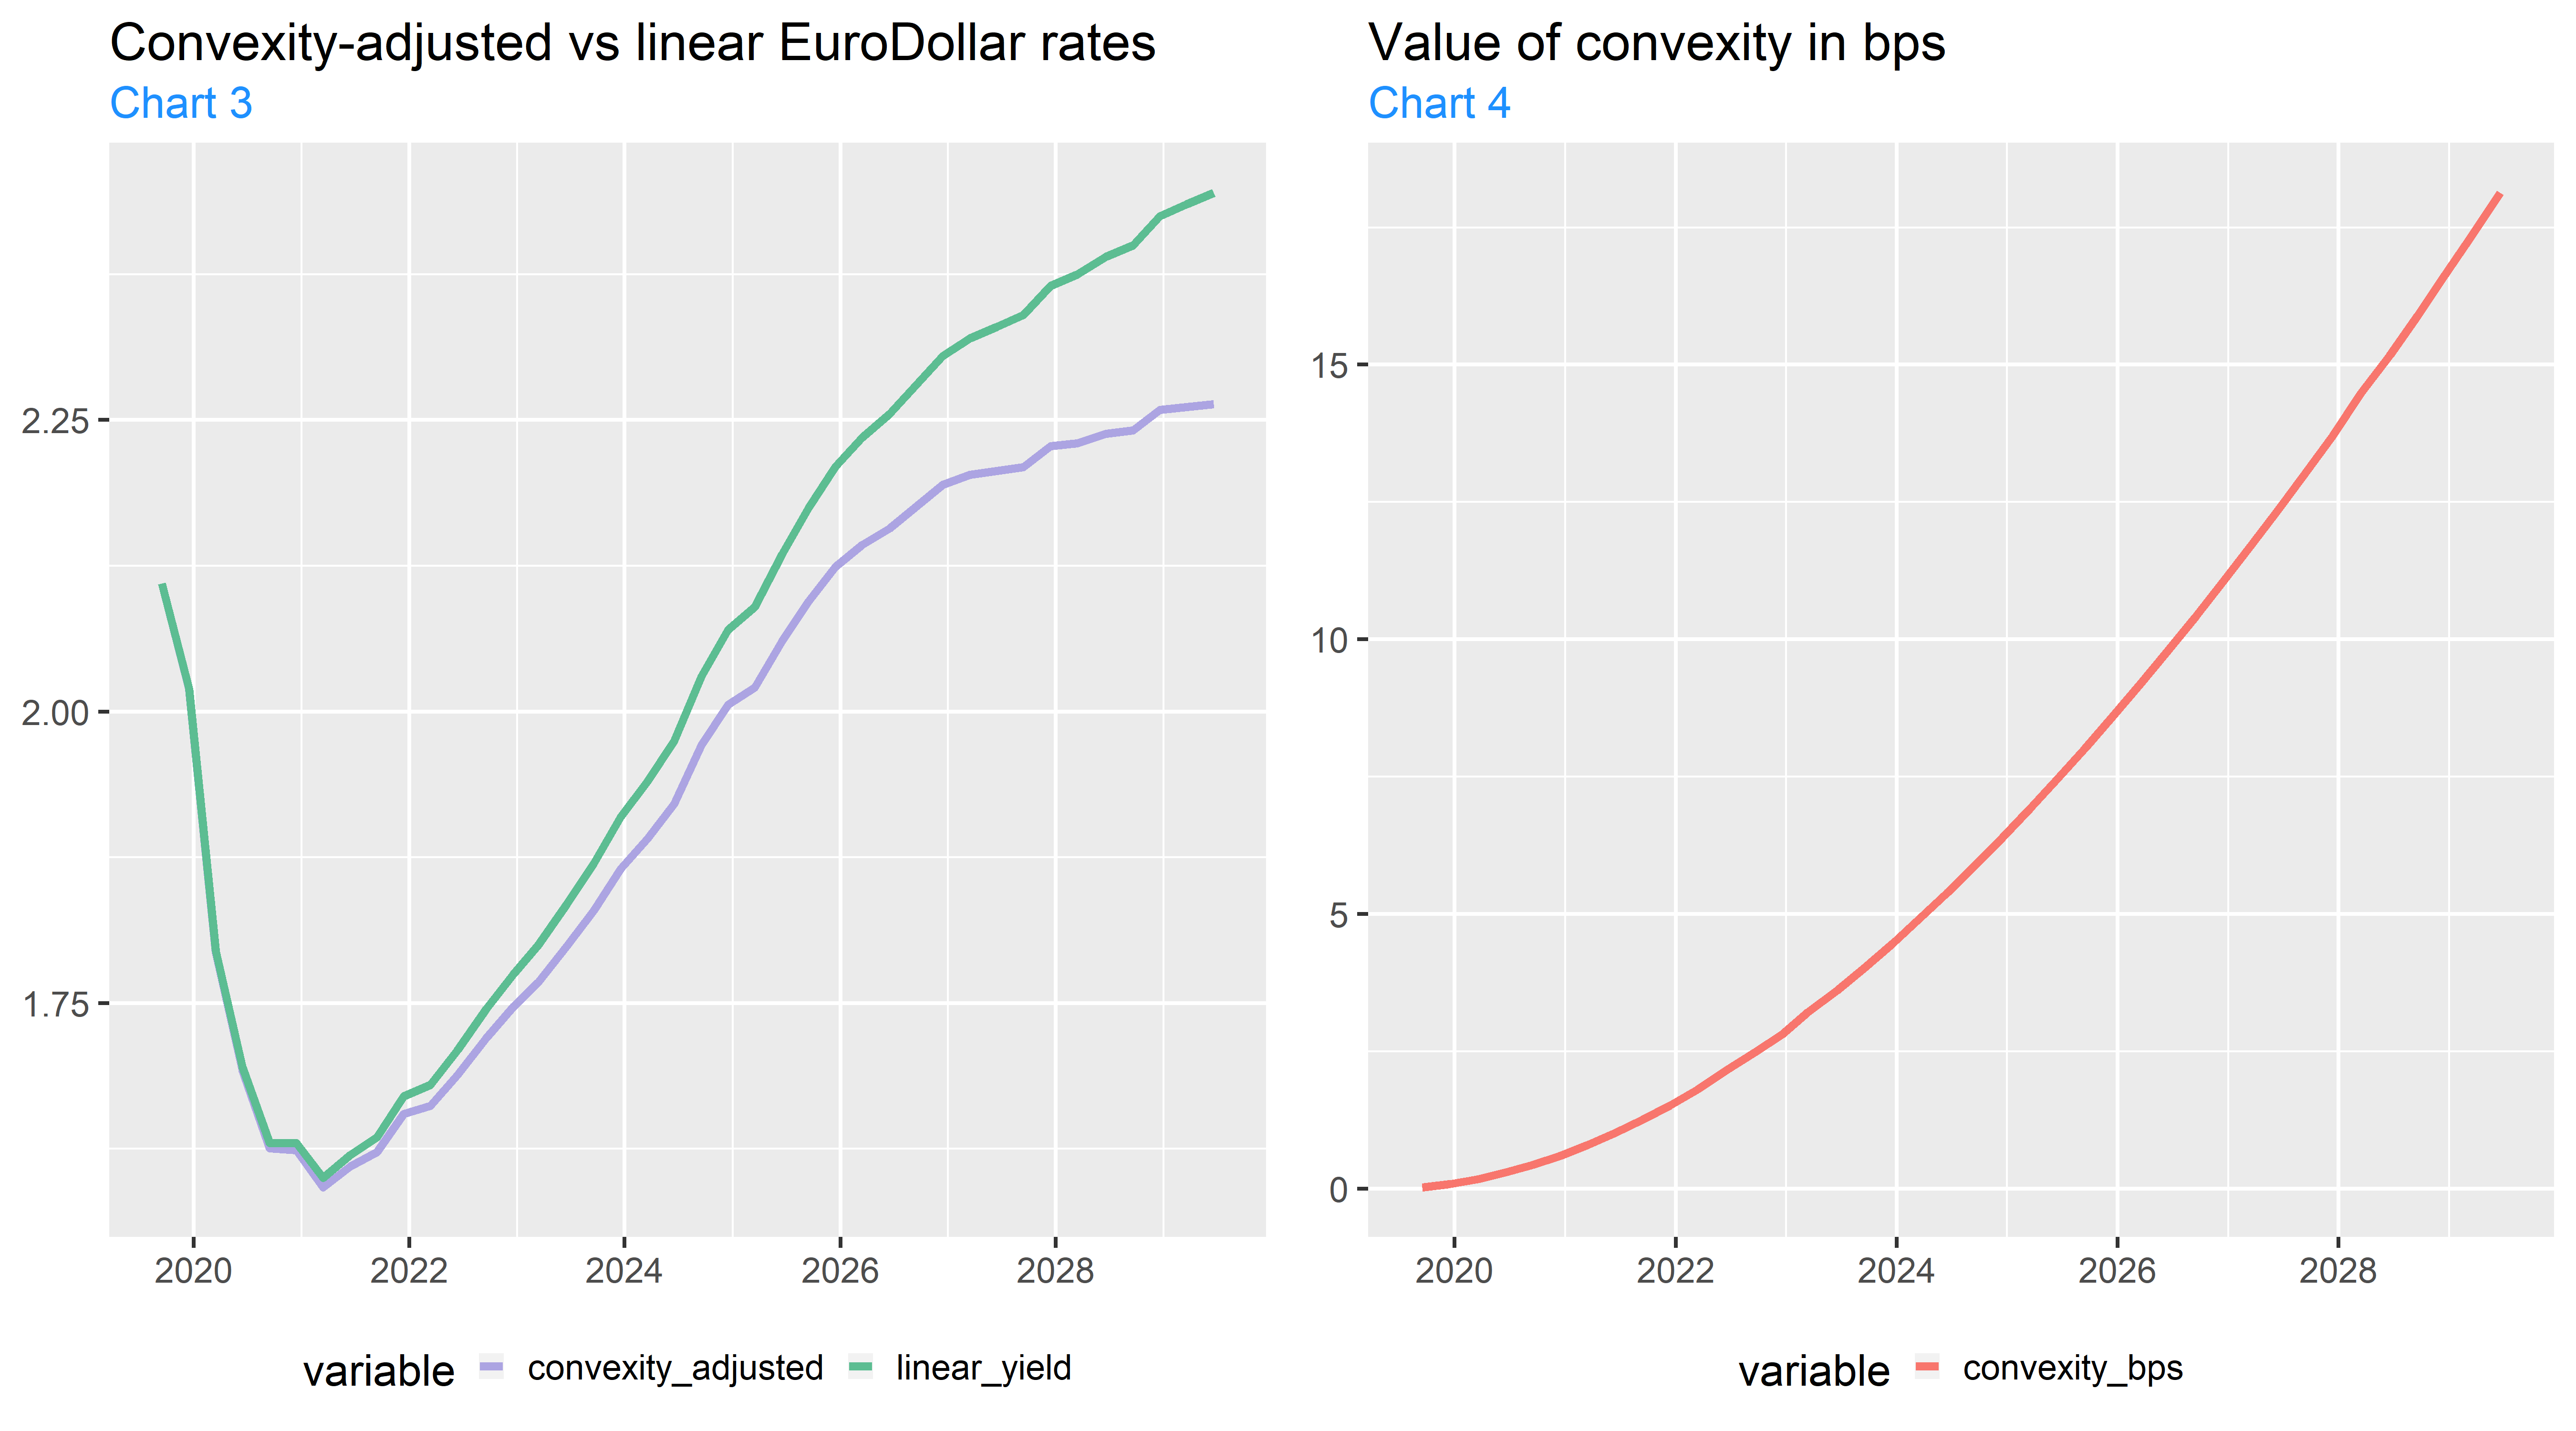 Convexity-adjusted vs linear EuroDollar rates
Chart 3
2.25
2.00
1.75
2020 2022 2024 2026 2028
variable convexity_adjusted linear_yield
Value of convexity in bps
Chart 4
15
10
5
0
2020 2022 2024 2026 2028
variable convexity_bps